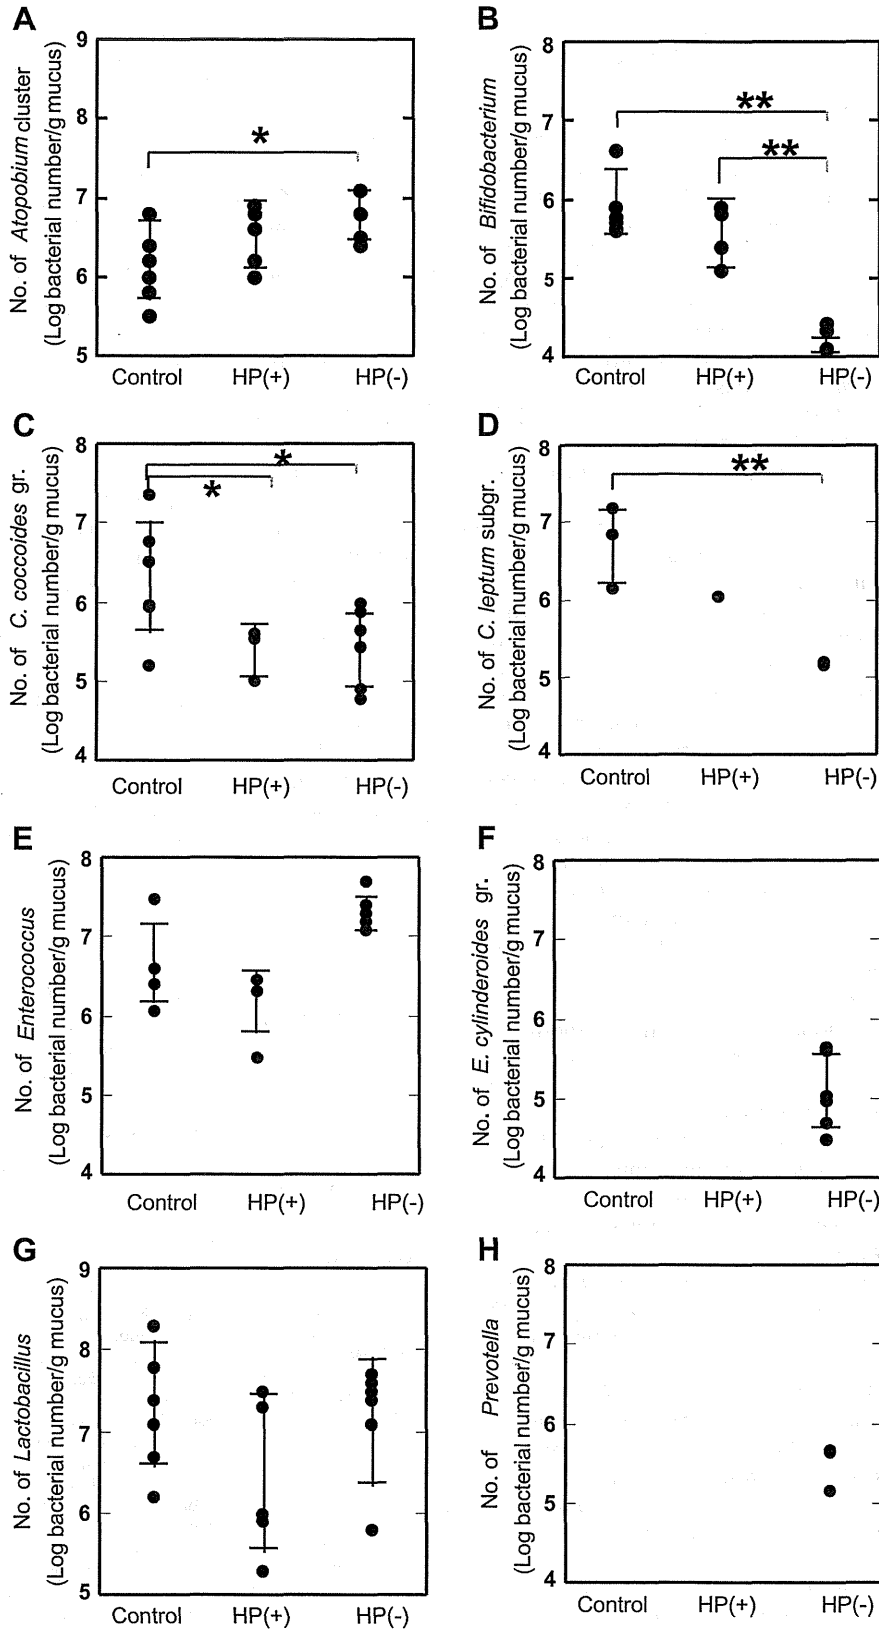 A
No. of Atopobium cluster
(Log bacterial number/g mucus)
9
8
7
6
5
*
Control HP(+) HP(-)
B
No. of Bifidobacterium
(Log bacterial number/g mucus)
8
7
6
5
4
**
**
Control HP(+) HP(-)
C
No. of C. coccoides gr.
(Log bacterial number/g mucus)
8
7
6
5
4
*
*
Control HP(+) HP(-)
D
No. of C. leptum subgr.
(Log bacterial number/g mucus)
8
7
6
5
4
**
Control HP(+) HP(-)
E
No. of Enterococcus
(Log bacterial number/g mucus)
8
7
6
5
4
Control HP(+) HP(-)
F
No. of E. cylinderoides gr.
(Log bacterial number/g mucus)
8
7
6
5
4
Control HP(+) HP(-)
G
No. of Lactobacillus
(Log bacterial number/g mucus)
9
8
7
6
5
Control HP(+) HP(-)
H
No. of Prevotella
(Log bacterial number/g mucus)
8
7
6
5
4
Control HP(+) HP(-)